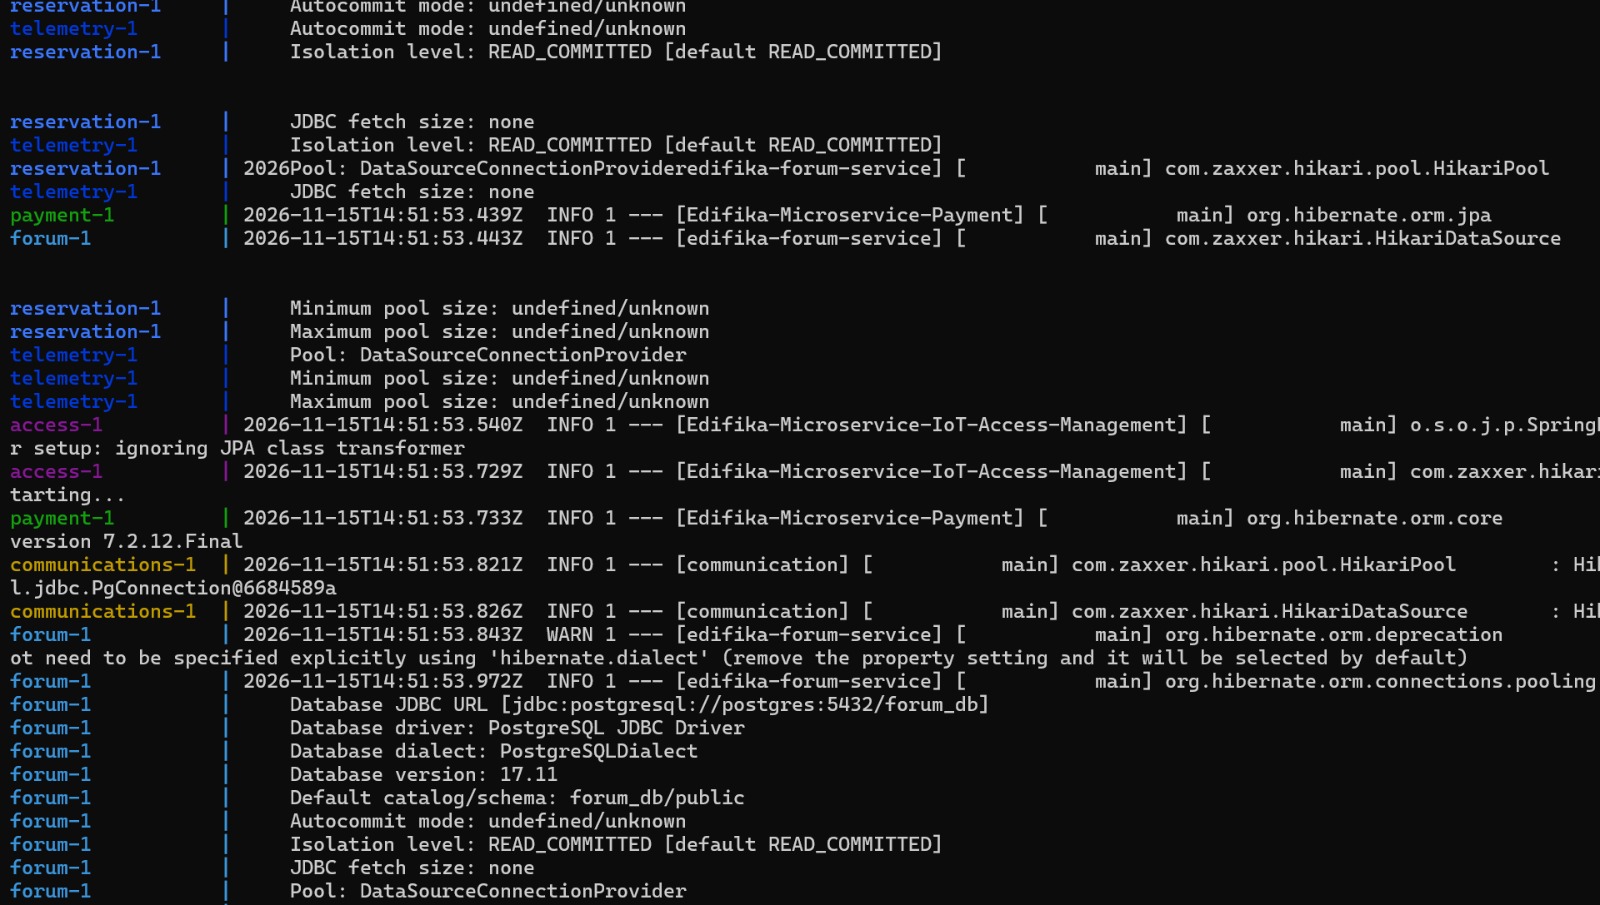 reservation-1     |     Autocommit mode: undefined/unknown
telemetry-1       |     Autocommit mode: undefined/unknown
reservation-1     |     Isolation level: READ_COMMITTED [default READ_COMMITTED]
reservation-1     |     JDBC fetch size: none
telemetry-1       |     Isolation level: READ_COMMITTED [default READ_COMMITTED]
reservation-1     | 2026Pool: DataSourceConnectionProvideredifika-forum-service] [           main] com.zaxxer.hikari.pool.HikariPool
telemetry-1       |     JDBC fetch size: none
payment-1         | 2026-11-15T14:51:53.439Z  INFO 1 --- [Edifika-Microservice-Payment] [           main] org.hibernate.orm.jpa
forum-1           | 2026-11-15T14:51:53.443Z  INFO 1 --- [edifika-forum-service] [           main] com.zaxxer.hikari.HikariDataSource
reservation-1     |     Minimum pool size: undefined/unknown
reservation-1     |     Maximum pool size: undefined/unknown
telemetry-1       |     Pool: DataSourceConnectionProvider
telemetry-1       |     Minimum pool size: undefined/unknown
telemetry-1       |     Maximum pool size: undefined/unknown
access-1          | 2026-11-15T14:51:53.540Z  INFO 1 --- [Edifika-Microservice-IoT-Access-Management] [           main] o.s.o.j.p.Spring
r setup: ignoring JPA class transformer
access-1          | 2026-11-15T14:51:53.729Z  INFO 1 --- [Edifika-Microservice-IoT-Access-Management] [           main] com.zaxxer.hikari
tarting...
payment-1         | 2026-11-15T14:51:53.733Z  INFO 1 --- [Edifika-Microservice-Payment] [           main] org.hibernate.orm.core
version 7.2.12.Final
communications-1  | 2026-11-15T14:51:53.821Z  INFO 1 --- [communication] [           main] com.zaxxer.hikari.pool.HikariPool        : Hi
l.jdbc.PgConnection@6684589a
communications-1  | 2026-11-15T14:51:53.826Z  INFO 1 --- [communication] [           main] com.zaxxer.hikari.HikariDataSource       : Hi
forum-1           | 2026-11-15T14:51:53.843Z  WARN 1 --- [edifika-forum-service] [           main] org.hibernate.orm.deprecation
ot need to be specified explicitly using 'hibernate.dialect' (remove the property setting and it will be selected by default)
forum-1           | 2026-11-15T14:51:53.972Z  INFO 1 --- [edifika-forum-service] [           main] org.hibernate.orm.connections.pooling
forum-1           |     Database JDBC URL [jdbc:postgresql://postgres:5432/forum_db]
forum-1           |     Database driver: PostgreSQL JDBC Driver
forum-1           |     Database dialect: PostgreSQLDialect
forum-1           |     Database version: 17.11
forum-1           |     Default catalog/schema: forum_db/public
forum-1           |     Autocommit mode: undefined/unknown
forum-1           |     Isolation level: READ_COMMITTED [default READ_COMMITTED]
forum-1           |     JDBC fetch size: none
forum-1           |     Pool: DataSourceConnectionProvider